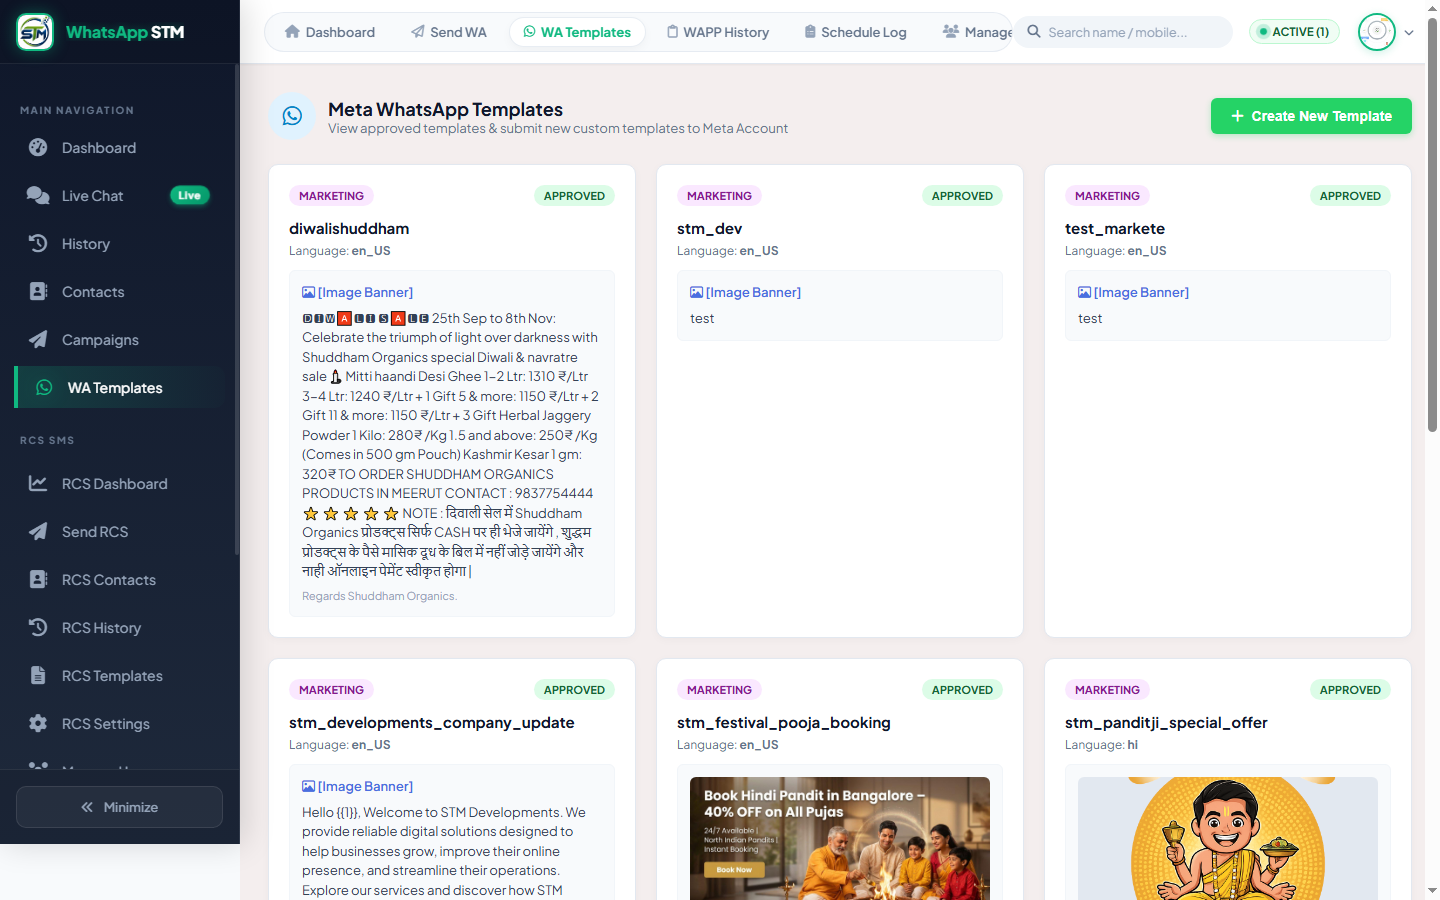 WhatsApp STM
Dashboard
Send WA
WA Templates
WAPP History
Schedule Log
Manage
Search name / mobile...
ACTIVE (1)
MAIN NAVIGATION
Dashboard
Live Chat
Live
History
Contacts
Campaigns
WA Templates
RCS SMS
RCS Dashboard
Send RCS
RCS Contacts
RCS History
RCS Templates
RCS Settings
Minimize
Meta WhatsApp Templates
View approved templates & submit new custom templates to Meta Account
Create New Template
MARKETING
APPROVED
diwalishuddham
Language: en_US
[Image Banner]
🅳🅸🆆🅰🅻🅸 🆂🅰🅻🅴 25th Sep to 8th Nov:
Celebrate the triumph of light over darkness with
Shuddham Organics special Diwali & navratre
sale Mitti haandi Desi Ghee 1-2 Ltr: 1310 ₹/Ltr
3-4 Ltr: 1240 ₹/Ltr + 1 Gift 5 & more: 1150 ₹/Ltr + 2
Gift 11 & more: 1150 ₹/Ltr + 3 Gift Herbal Jaggery
Powder 1 Kilo: 280₹ /Kg 1.5 and above: 250₹ /Kg
(Comes in 500 gm Pouch) Kashmir Kesar 1 gm:
320₹ TO ORDER SHUDDHAM ORGANICS
PRODUCTS IN MEERUT CONTACT : 9837754444
⭐ ⭐ ⭐ ⭐ ⭐ NOTE : दिवाली सेल में Shuddham
Organics प्रोडक्ट्स सिर्फ CASH पर ही भेजे जायेंगे , शुद्धम
प्रोडक्ट्स के पैसे मासिक दूध के बिल में नहीं जोड़े जायेंगे और
नाही ऑनलाइन पेमेंट स्वीकृत होगा |
Regards Shuddham Organics.
MARKETING
APPROVED
stm_dev
Language: en_US
[Image Banner]
test
MARKETING
APPROVED
test_markete
Language: en_US
[Image Banner]
test
MARKETING
APPROVED
stm_developments_company_update
Language: en_US
[Image Banner]
Hello {{1}}, Welcome to STM Developments. We
provide reliable digital solutions designed to
help businesses grow, improve their online
presence, and streamline their operations.
Explore our services and discover how STM
MARKETING
APPROVED
stm_festival_pooja_booking
Language: en_US
Book Hindi Pandit in Bangalore –
40% OFF on All Pujas
24/7 Available |
North Indian Pandits |
Instant Booking
Book Now
MARKETING
APPROVED
stm_panditji_special_offer
Language: hi